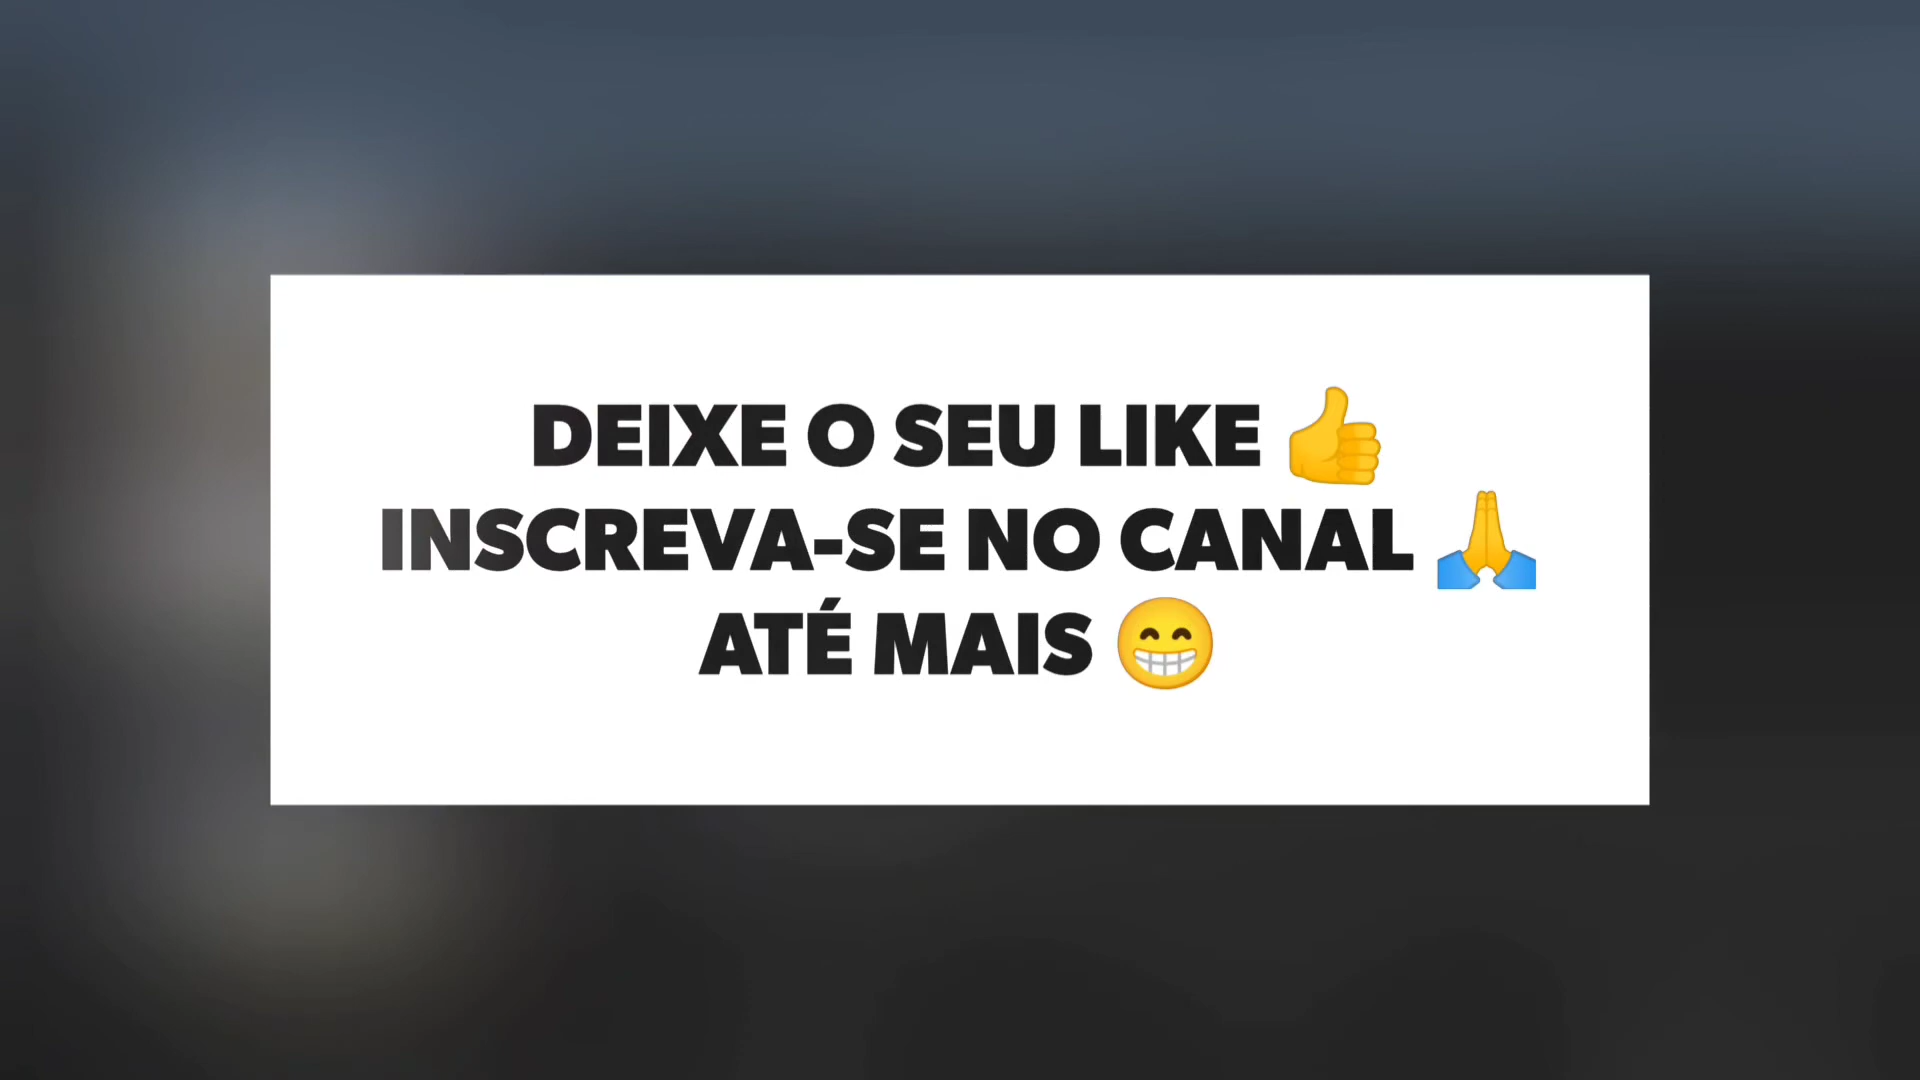 DEIXE O SEU LIKE 👍
INSCREVA-SE NO CANAL 🙏
ATÉ MAIS 😁